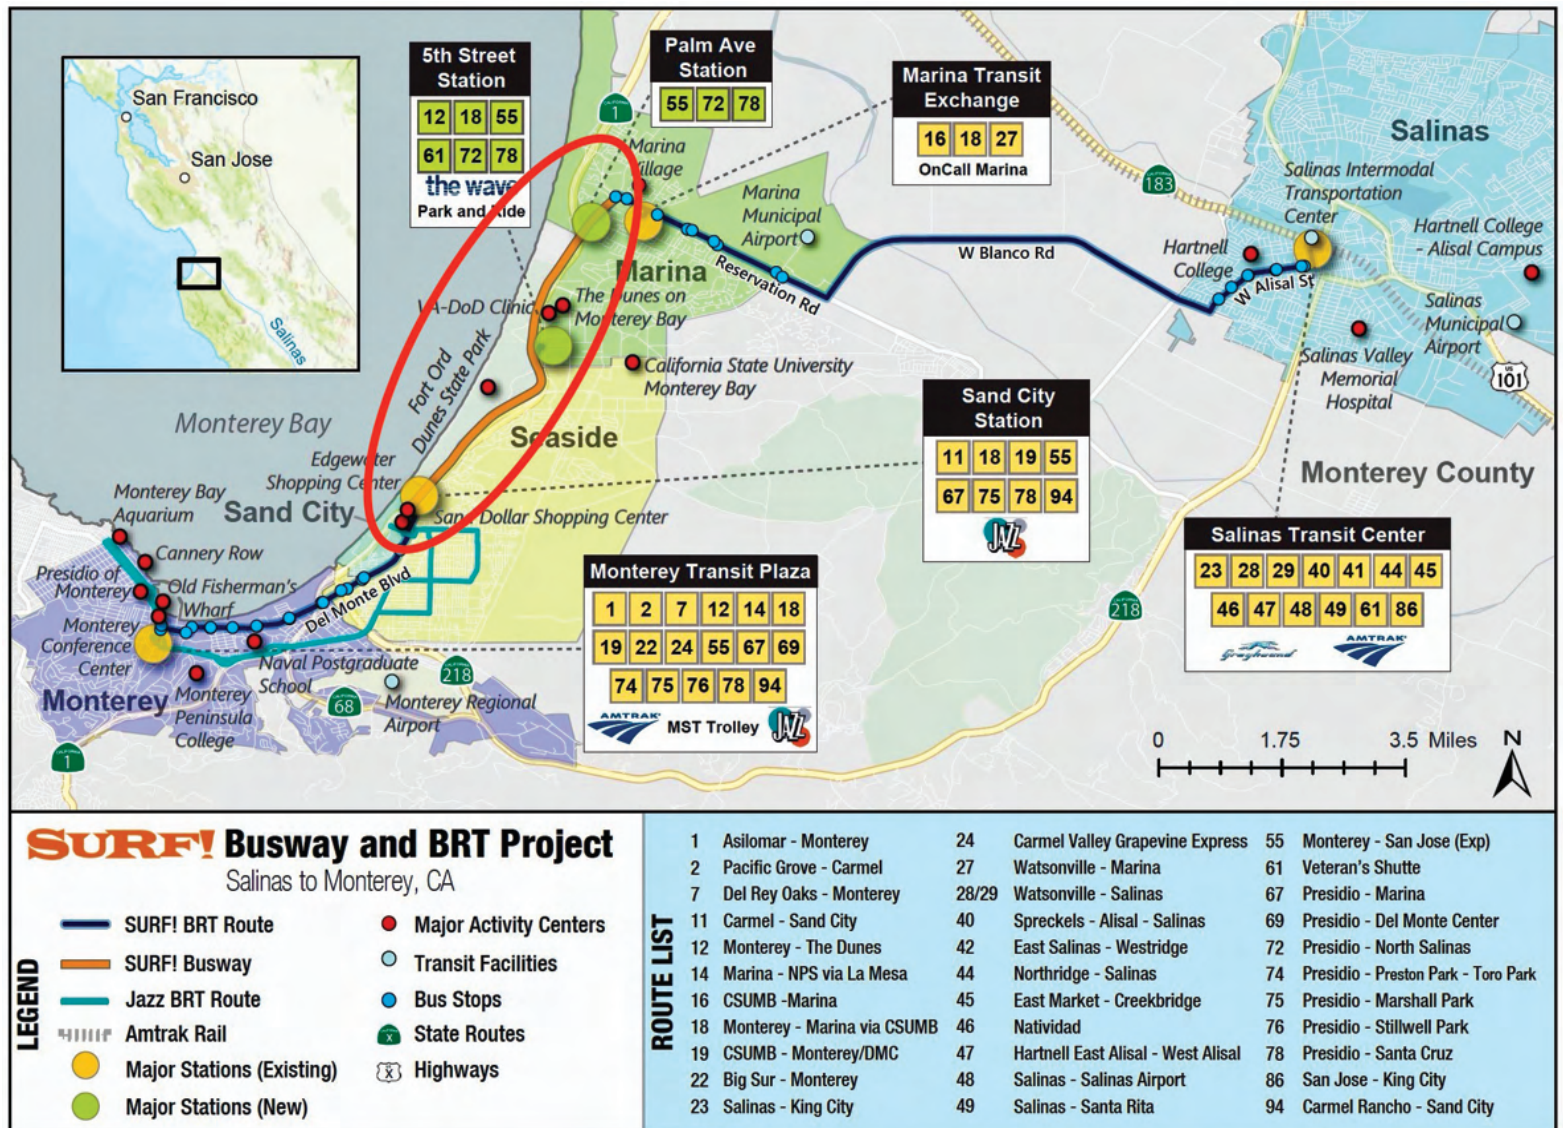 San Francisco
San Jose
Salinas
5th Street
Station
12 18 55
61 72 78
the wave
Park and Ride
Palm Ave
Station
55 72 78
Marina Transit
Exchange
16 18 27
OnCall Marina
CALIFORNIA
1
Marina
Village
Marina
Municipal
Airport
Marina
Reservation Rd
W Blanco Rd
183
Salinas
Salinas Intermodal
Transportation
Center
Hartnell College
- Alisal Campus
Hartnell
College
W Alisal St
Salinas
Municipal
Airport
Salinas Valley
Memorial
Hospital
US
101
VA-DoD Clinic
The Dunes on
Monterey Bay
California State University
Monterey Bay
Fort Ord
Dunes State Park
Monterey Bay
Seaside
Edgewater
Shopping Center
Sand City
Sand Dollar Shopping Center
Sand City
Station
11 18 19 55
67 75 78 94
JAZZ
Monterey County
Monterey Bay
Aquarium
Cannery Row
Presidio of
Monterey
Old Fisherman's
Wharf
Del Monte Blvd
Monterey
Conference
Center
Naval Postgraduate
School
Monterey
Monterey
Peninsula
College
Monterey Regional
Airport
218
68
CALIFORNIA
1
218
Monterey Transit Plaza
1 2 7 12 14 18
19 22 24 55 67 69
74 75 76 78 94
AMTRAK MST Trolley JAZZ
Salinas Transit Center
23 28 29 40 41 44 45
46 47 48 49 61 86
Greyhound AMTRAK
0 1.75 3.5 Miles
N
SURF! Busway and BRT Project
Salinas to Monterey, CA
LEGEND
SURF! BRT Route
SURF! Busway
Jazz BRT Route
Amtrak Rail
Major Stations (Existing)
Major Stations (New)
Major Activity Centers
Transit Facilities
Bus Stops
X State Routes
X Highways
ROUTE LIST
1 Asilomar - Monterey
2 Pacific Grove - Carmel
7 Del Rey Oaks - Monterey
11 Carmel - Sand City
12 Monterey - The Dunes
14 Marina - NPS via La Mesa
16 CSUMB -Marina
18 Monterey - Marina via CSUMB
19 CSUMB - Monterey/DMC
22 Big Sur - Monterey
23 Salinas - King City
24 Carmel Valley Grapevine Express
27 Watsonville - Marina
28/29 Watsonville - Salinas
40 Spreckels - Alisal - Salinas
42 East Salinas - Westridge
44 Northridge - Salinas
45 East Market - Creekbridge
46 Natividad
47 Hartnell East Alisal - West Alisal
48 Salinas - Salinas Airport
49 Salinas - Santa Rita
55 Monterey - San Jose (Exp)
61 Veteran's Shutte
67 Presidio - Marina
69 Presidio - Del Monte Center
72 Presidio - North Salinas
74 Presidio - Preston Park - Toro Park
75 Presidio - Marshall Park
76 Presidio - Stillwell Park
78 Presidio - Santa Cruz
86 San Jose - King City
94 Carmel Rancho - Sand City